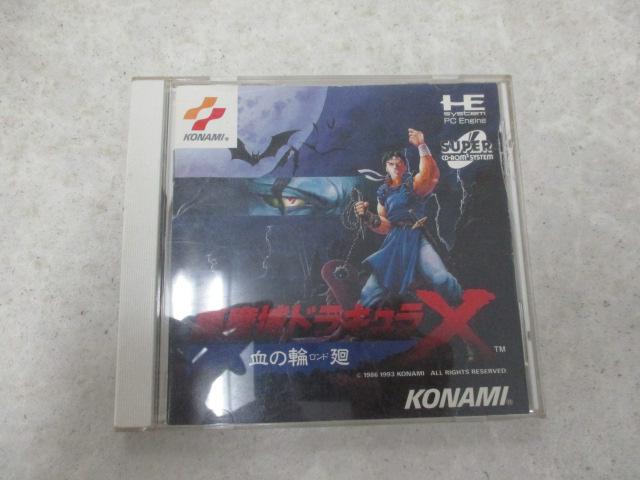 KONAMI®
HE
system
PC Engine
SUPER
CD-ROM² SYSTEM
悪魔城ドラキュラX
TM
血の輪ロンド廻
© 1986 1993 KONAMI ALL RIGHTS RESERVED.
KONAMI®